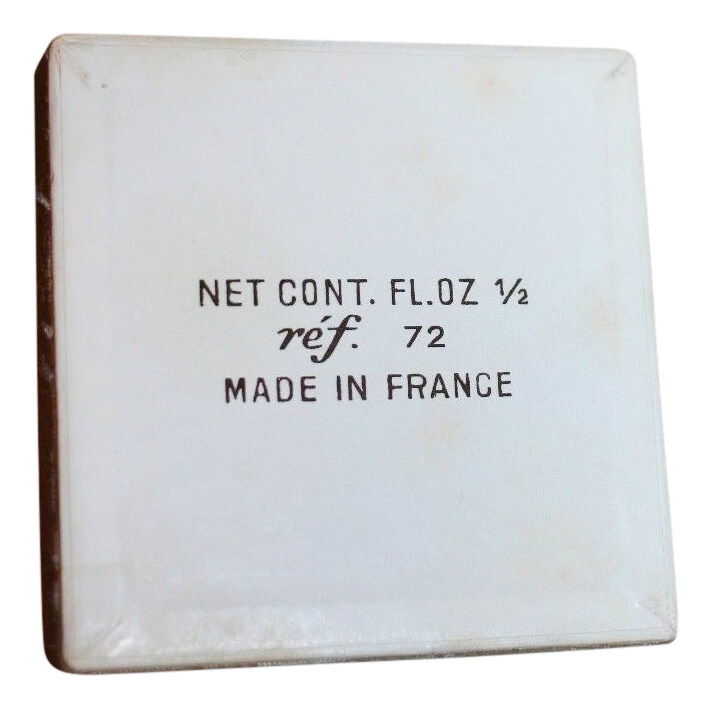 NET CONT. FL.OZ ½
réf. 72
MADE IN FRANCE